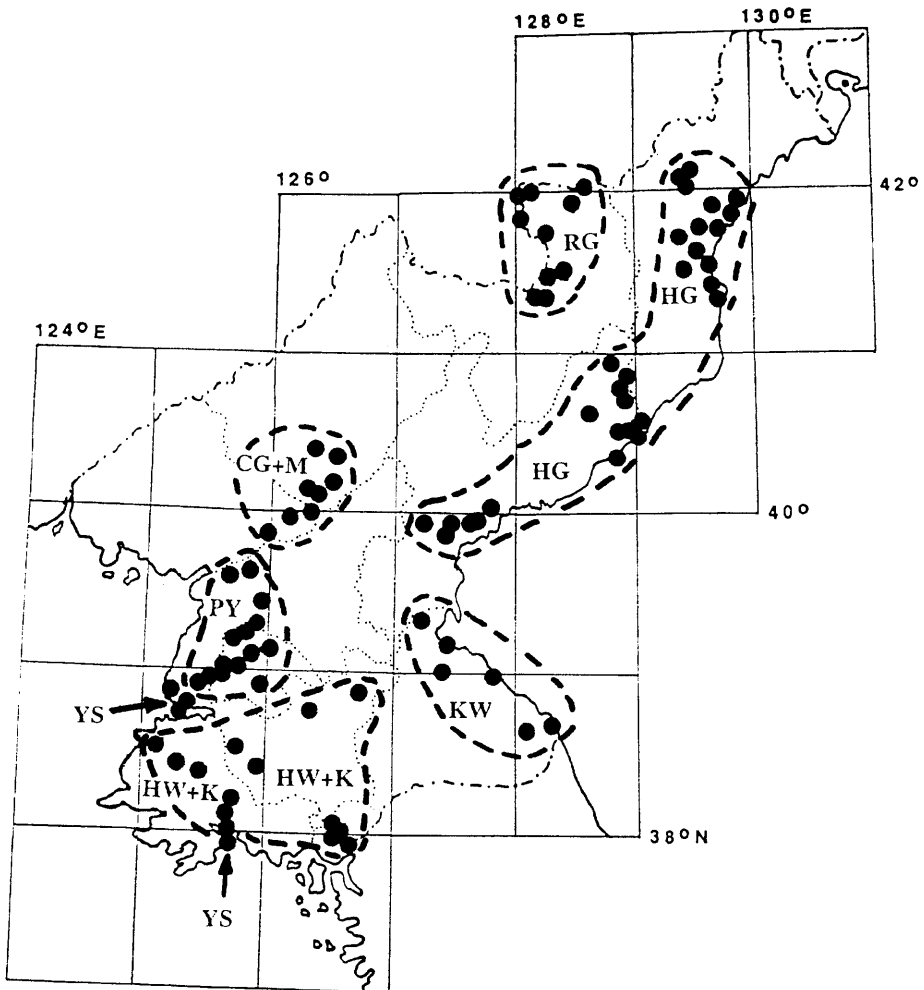 128°E
130°E
42°
126°
RG
HG
124°E
CG+M
HG
40°
PY
YS
KW
HW+K
HW+K
38°N
YS